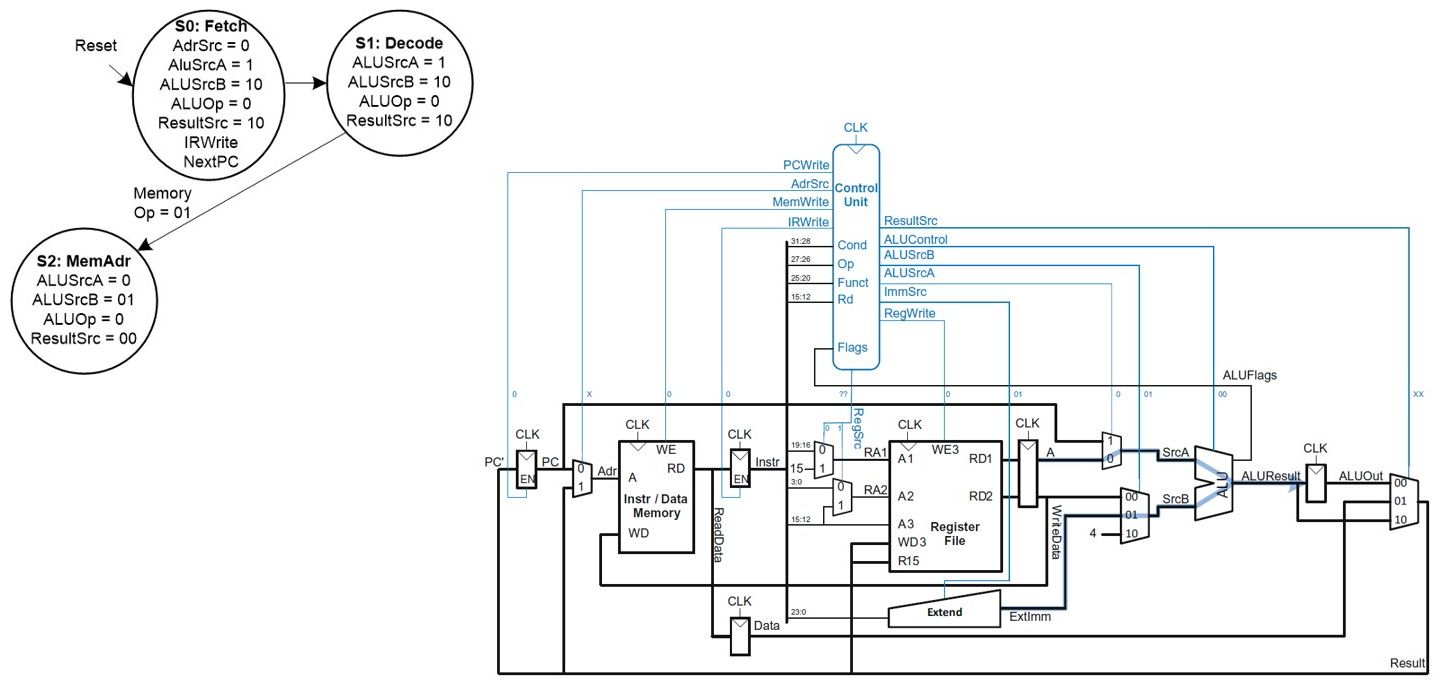 Reset
S0: Fetch
AdrSrc = 0
AluSrcA = 1
ALUSrcB = 10
ALUOp = 0
ResultSrc = 10
IRWrite
NextPC
S1: Decode
ALUSrcA = 1
ALUSrcB = 10
ALUOp = 0
ResultSrc = 10
Memory
Op = 01
S2: MemAdr
ALUSrcA = 0
ALUSrcB = 01
ALUOp = 0
ResultSrc = 00
CLK
PCWrite
AdrSrc
MemWrite
IRWrite
Control
Unit
31:28
Cond
27:26
Op
25:20
Funct
15:12
Rd
Flags
ResultSrc
ALUControl
ALUSrcB
ALUSrcA
ImmSrc
RegWrite
ALUFlags
0
X
0
0
??
0
01
0
01
00
XX
RegSrc
0
1
PC'
CLK
EN
PC
0
1
Adr
CLK
WE
A
RD
Instr / Data
Memory
WD
ReadData
CLK
EN
Instr
19:16
15
0
1
RA1
3:0
0
1
RA2
15:12
CLK
WE3
A1
A2
A3
WD3
R15
RD1
RD2
Register
File
CLK
A
WriteData
1
0
SrcA
00
01
10
4
SrcB
ALU
ALUResult
CLK
ALUOut
00
01
10
23:0
Extend
ExtImm
CLK
Data
Result